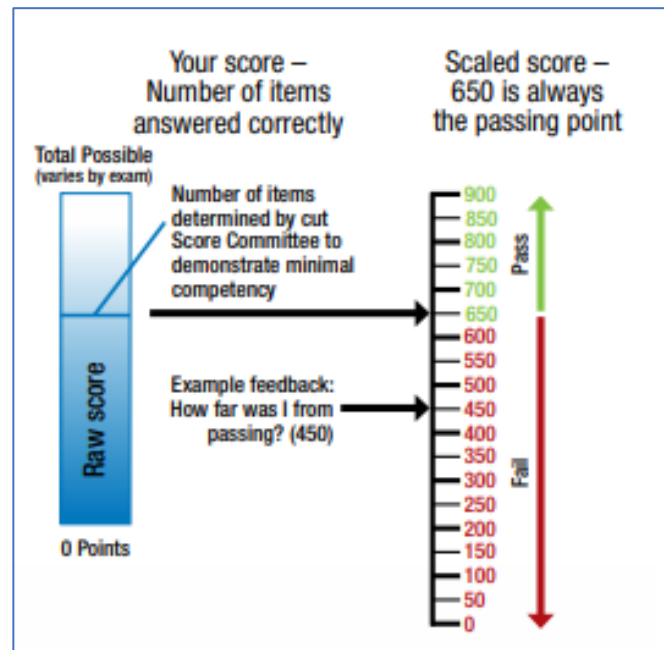 Your score –
Number of items
answered correctly
Scaled score –
650 is always
the passing point
Total Possible
(varies by exam)
Number of items
determined by cut
Score Committee to
demonstrate minimal
competency
Example feedback:
How far was I from
passing? (450)
Raw score
0 Points
900
850
800
750
700
650
600
550
500
450
400
350
300
250
200
150
100
50
0
Pass
Fail